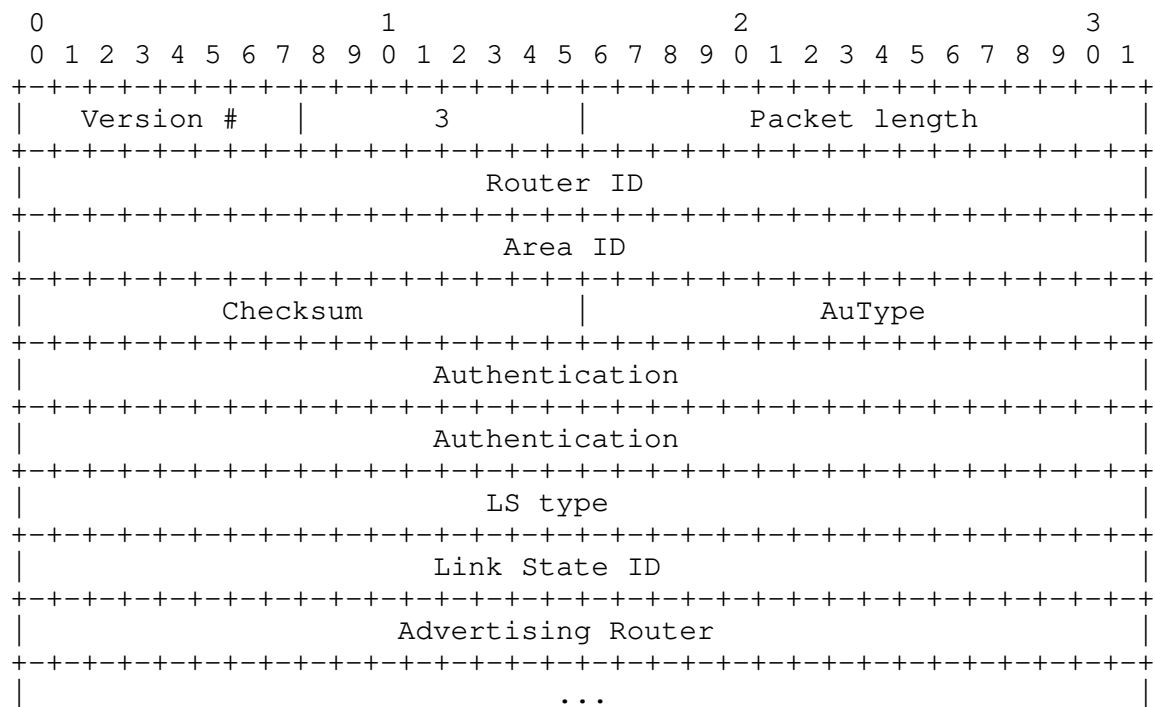 0                   1                   2                   3
 0 1 2 3 4 5 6 7 8 9 0 1 2 3 4 5 6 7 8 9 0 1 2 3 4 5 6 7 8 9 0 1
+-+-+-+-+-+-+-+-+-+-+-+-+-+-+-+-+-+-+-+-+-+-+-+-+-+-+-+-+-+-+-+-+
|   Version #   |       3       |         Packet length         |
+-+-+-+-+-+-+-+-+-+-+-+-+-+-+-+-+-+-+-+-+-+-+-+-+-+-+-+-+-+-+-+-+
|                          Router ID                            |
+-+-+-+-+-+-+-+-+-+-+-+-+-+-+-+-+-+-+-+-+-+-+-+-+-+-+-+-+-+-+-+-+
|                           Area ID                             |
+-+-+-+-+-+-+-+-+-+-+-+-+-+-+-+-+-+-+-+-+-+-+-+-+-+-+-+-+-+-+-+-+
|           Checksum            |             AuType            |
+-+-+-+-+-+-+-+-+-+-+-+-+-+-+-+-+-+-+-+-+-+-+-+-+-+-+-+-+-+-+-+-+
|                       Authentication                          |
+-+-+-+-+-+-+-+-+-+-+-+-+-+-+-+-+-+-+-+-+-+-+-+-+-+-+-+-+-+-+-+-+
|                       Authentication                          |
+-+-+-+-+-+-+-+-+-+-+-+-+-+-+-+-+-+-+-+-+-+-+-+-+-+-+-+-+-+-+-+-+
|                          LS type                              |
+-+-+-+-+-+-+-+-+-+-+-+-+-+-+-+-+-+-+-+-+-+-+-+-+-+-+-+-+-+-+-+-+
|                       Link State ID                           |
+-+-+-+-+-+-+-+-+-+-+-+-+-+-+-+-+-+-+-+-+-+-+-+-+-+-+-+-+-+-+-+-+
|                     Advertising Router                        |
+-+-+-+-+-+-+-+-+-+-+-+-+-+-+-+-+-+-+-+-+-+-+-+-+-+-+-+-+-+-+-+-+
|                              ...                              |